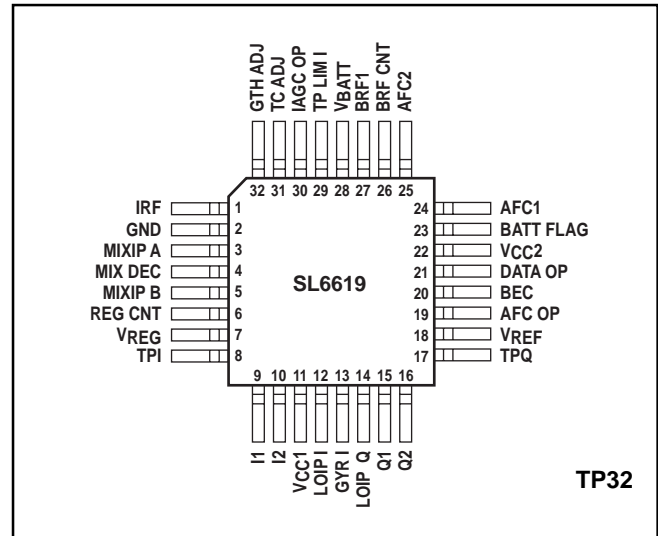 GTH ADJ
TC ADJ
IAGC OP
TP LIM I
VBATT
BRF1
BRF CNT
AFC2
32 31 30 29 28 27 26 25
IRF 1
GND 2
MIXIP A 3
MIX DEC 4
MIXIP B 5
REG CNT 6
VREG 7
TPI 8
SL6619
24 AFC1
23 BATT FLAG
22 VCC2
21 DATA OP
20 BEC
19 AFC OP
18 VREF
17 TPQ
9 10 11 12 13 14 15 16
I1
I2
VCC1
LOIP I
GYR I
LOIP Q
Q1
Q2
TP32